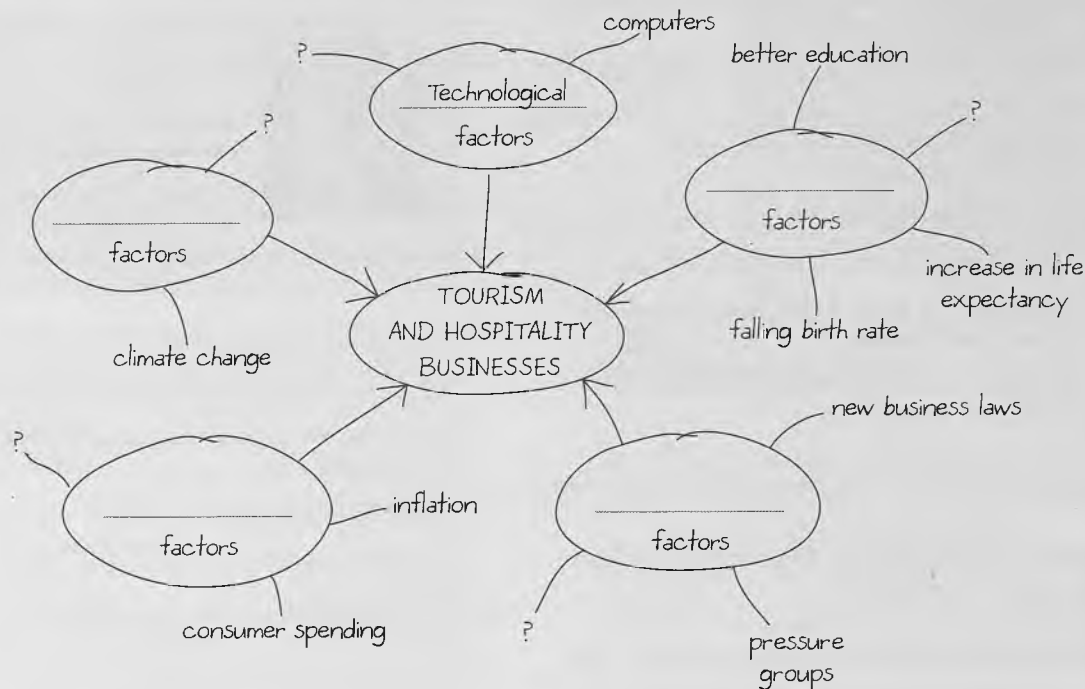 computers
?
Technological
factors
better education
?
factors
increase in life
expectancy
falling birth rate
?
factors
climate change
TOURISM
AND HOSPITALITY
BUSINESSES
new business laws
factors
?
pressure
groups
?
factors
inflation
consumer spending